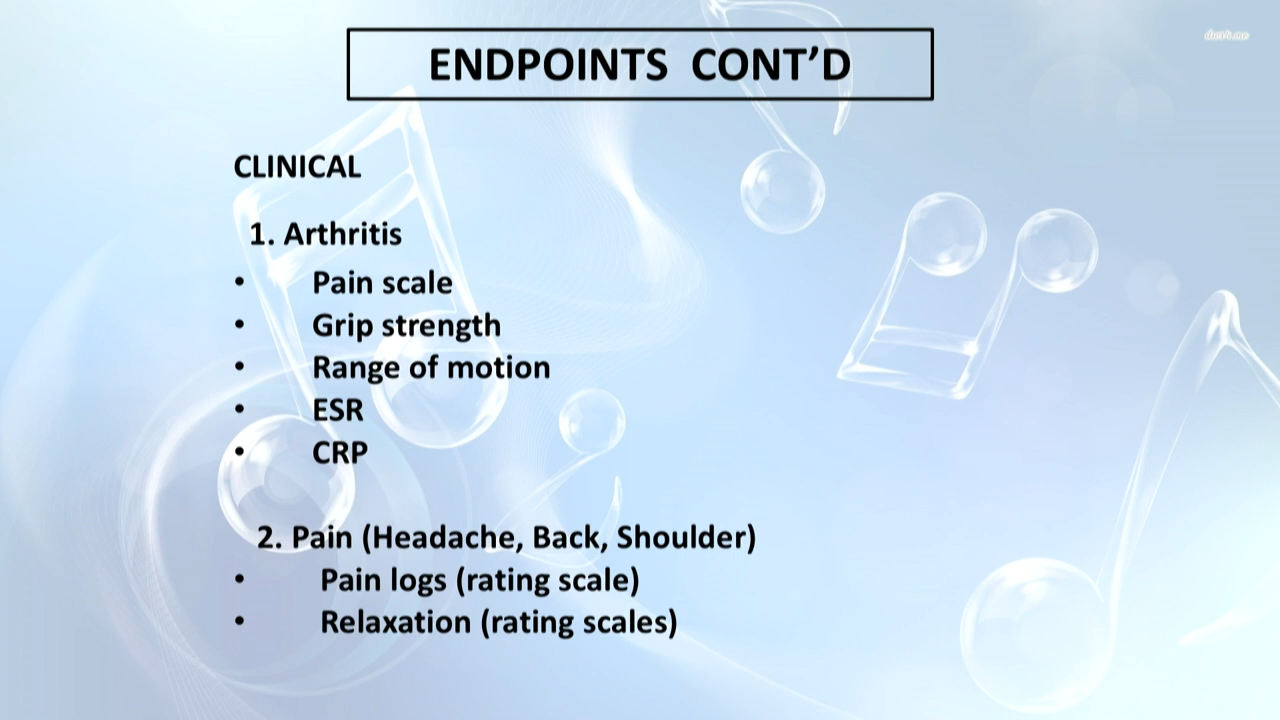 ENDPOINTS CONT’D
CLINICAL
1. Arthritis
• Pain scale
• Grip strength
• Range of motion
• ESR
• CRP
2. Pain (Headache, Back, Shoulder)
• Pain logs (rating scale)
• Relaxation (rating scales)